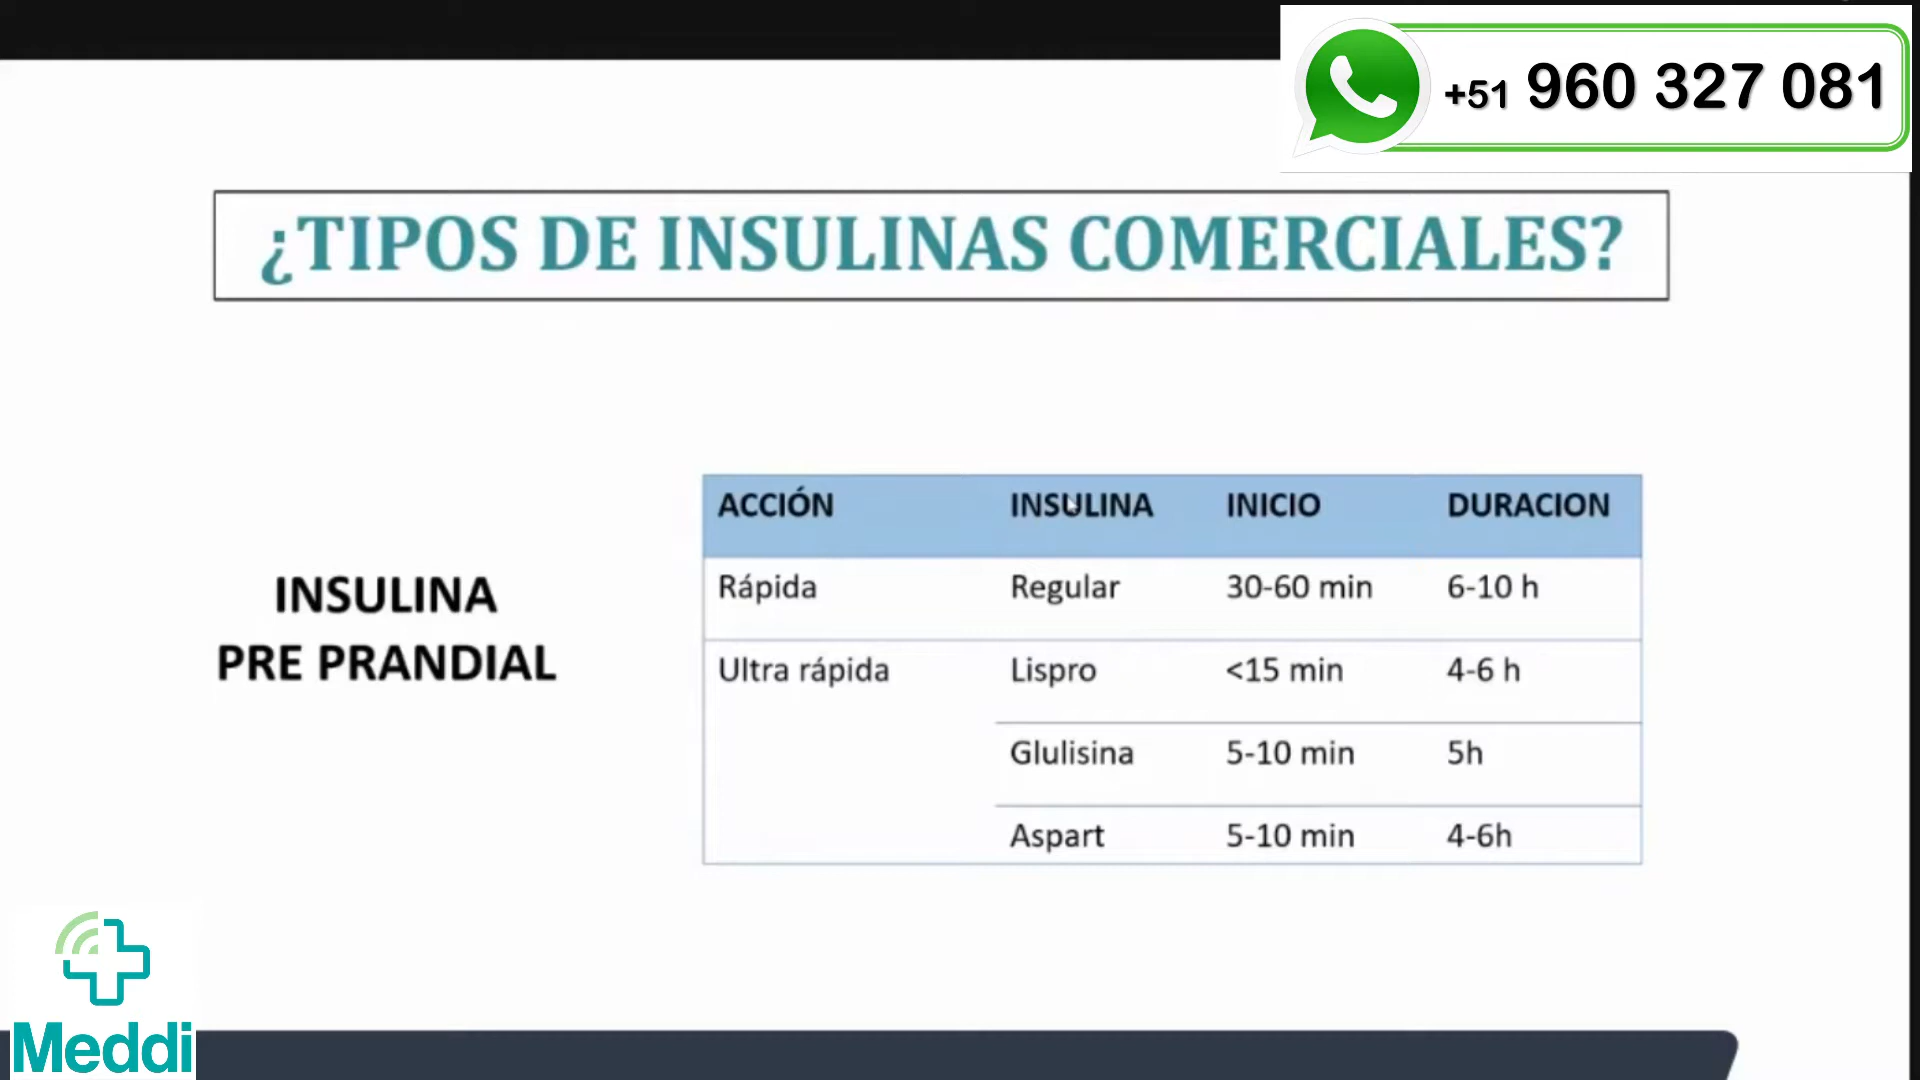 +51 960 327 081
¿TIPOS DE INSULINAS COMERCIALES?
INSULINA
PRE PRANDIAL
ACCIÓN INSULINA INICIO DURACION
Rápida Regular 30-60 min 6-10 h
Ultra rápida Lispro <15 min 4-6 h
Glulisina 5-10 min 5h
Aspart 5-10 min 4-6h
Meddi